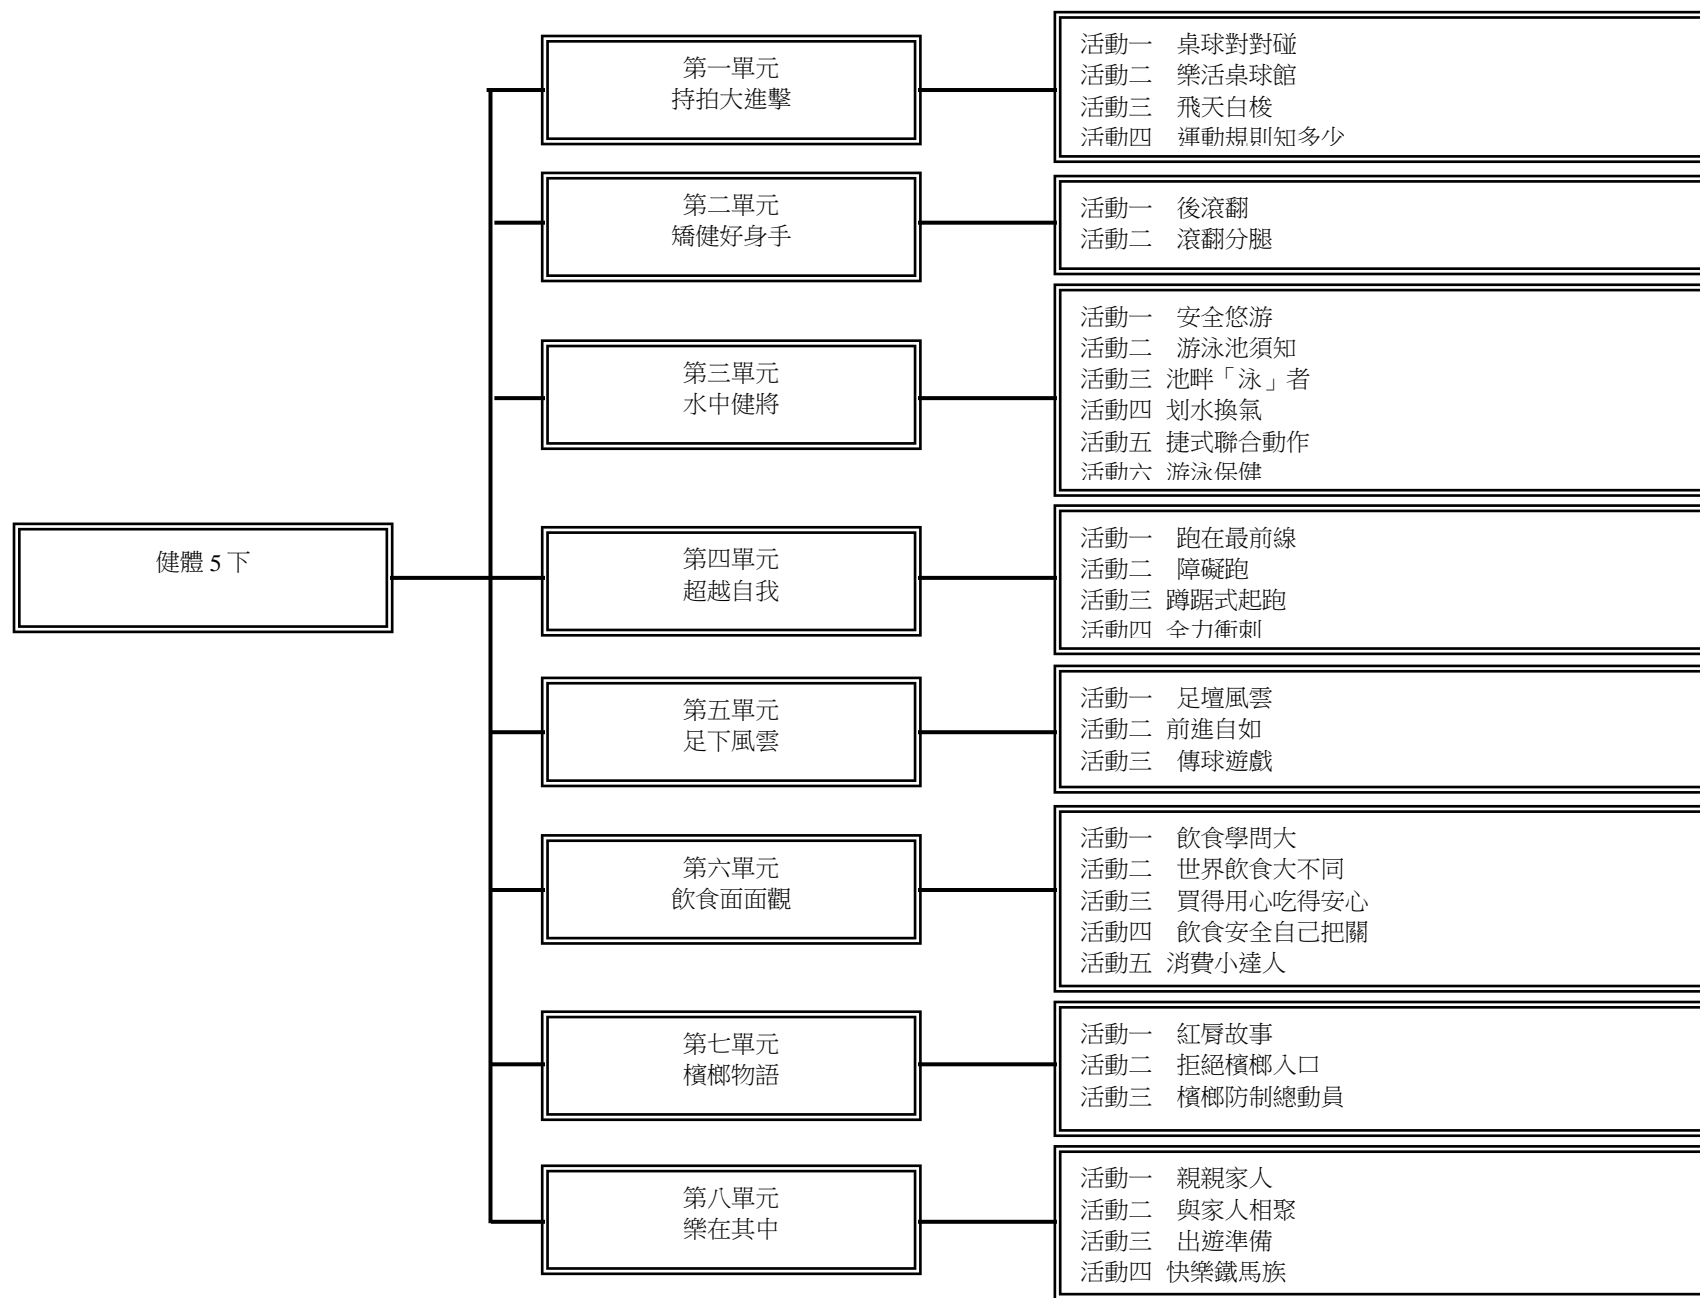 健體 5 下
第一單元
持拍大進擊
活動一　桌球對對碰
活動二　樂活桌球館
活動三　飛天白梭
活動四　運動規則知多少
第二單元
矯健好身手
活動一　後滾翻
活動二　滾翻分腿
第三單元
水中健將
活動一　安全悠游
活動二　游泳池須知
活動三 池畔「泳」者
活動四 划水換氣
活動五 捷式聯合動作
活動六 游泳保健
第四單元
超越自我
活動一　跑在最前線
活動二　障礙跑
活動三 蹲踞式起跑
活動四 全力衝刺
第五單元
足下風雲
活動一　足壇風雲
活動二 前進自如
活動三　傳球遊戲
第六單元
飲食面面觀
活動一　飲食學問大
活動二　世界飲食大不同
活動三　買得用心吃得安心
活動四　飲食安全自己把關
活動五 消費小達人
第七單元
檳榔物語
活動一　紅脣故事
活動二　拒絕檳榔入口
活動三　檳榔防制總動員
第八單元
樂在其中
活動一　親親家人
活動二　與家人相聚
活動三　出遊準備
活動四 快樂鐵馬族